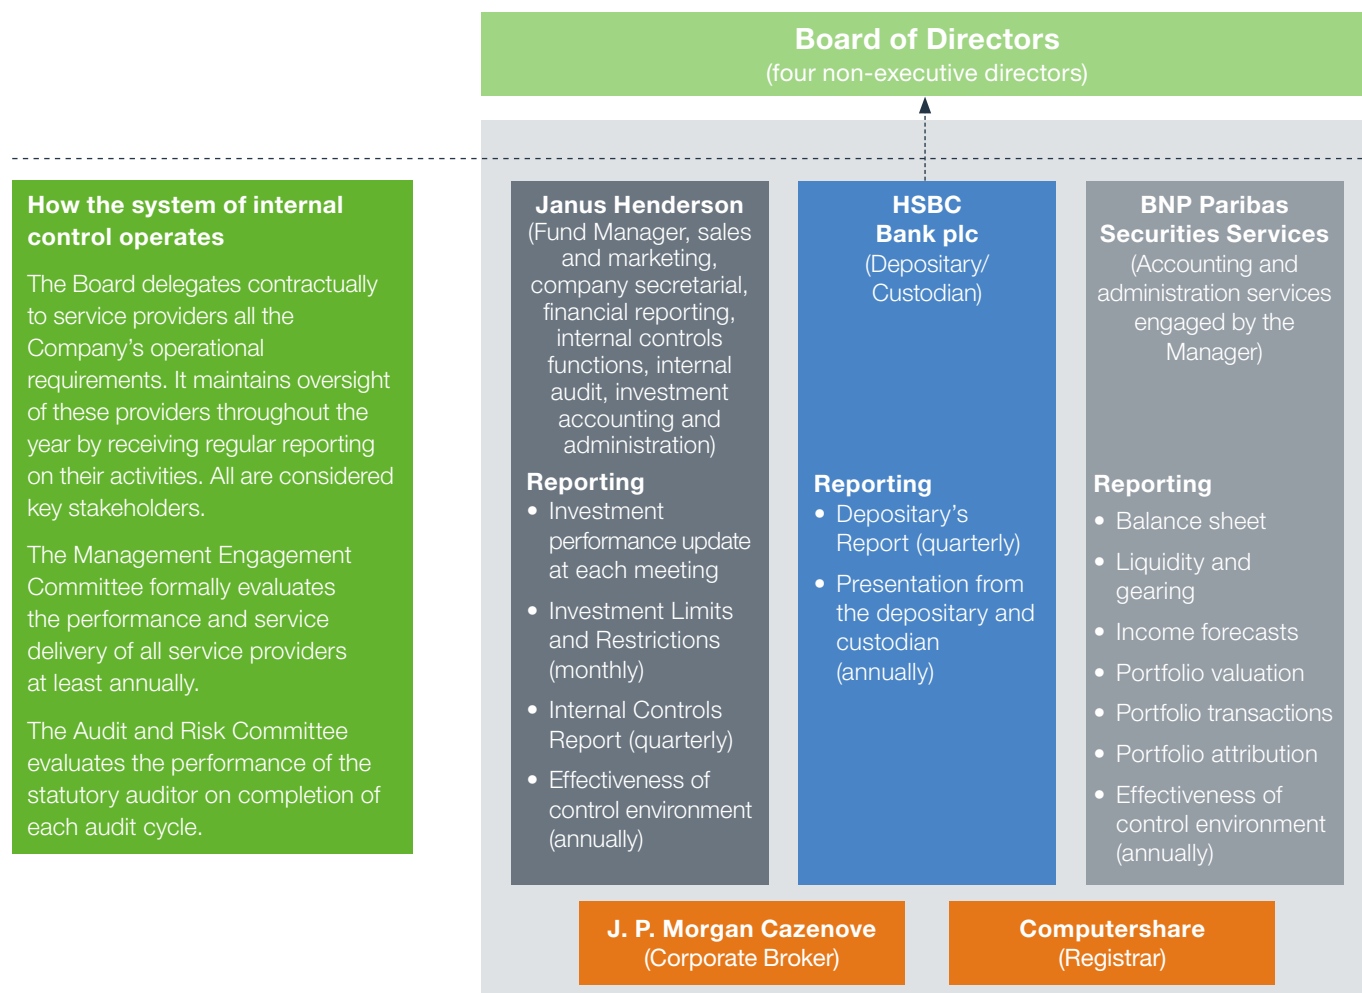 Board of Directors
(four non-executive directors)
How the system of internal
control operates
The Board delegates contractually
to service providers all the
Company’s operational
requirements. It maintains oversight
of these providers throughout the
year by receiving regular reporting
on their activities. All are considered
key stakeholders.
The Management Engagement
Committee formally evaluates
the performance and service
delivery of all service providers
at least annually.
The Audit and Risk Committee
evaluates the performance of the
statutory auditor on completion of
each audit cycle.
Janus Henderson
(Fund Manager, sales
and marketing,
company secretarial,
financial reporting,
internal controls
functions, internal
audit, investment
accounting and
administration)
Reporting
• Investment
performance update
at each meeting
• Investment Limits
and Restrictions
(monthly)
• Internal Controls
Report (quarterly)
• Effectiveness of
control environment
(annually)
HSBC
Bank plc
(Depositary/
Custodian)
Reporting
• Depositary’s
Report (quarterly)
• Presentation from
the depositary and
custodian
(annually)
BNP Paribas
Securities Services
(Accounting and
administration services
engaged by the
Manager)
Reporting
• Balance sheet
• Liquidity and
gearing
• Income forecasts
• Portfolio valuation
• Portfolio transactions
• Portfolio attribution
• Effectiveness of
control environment
(annually)
J. P. Morgan Cazenove
(Corporate Broker)
Computershare
(Registrar)